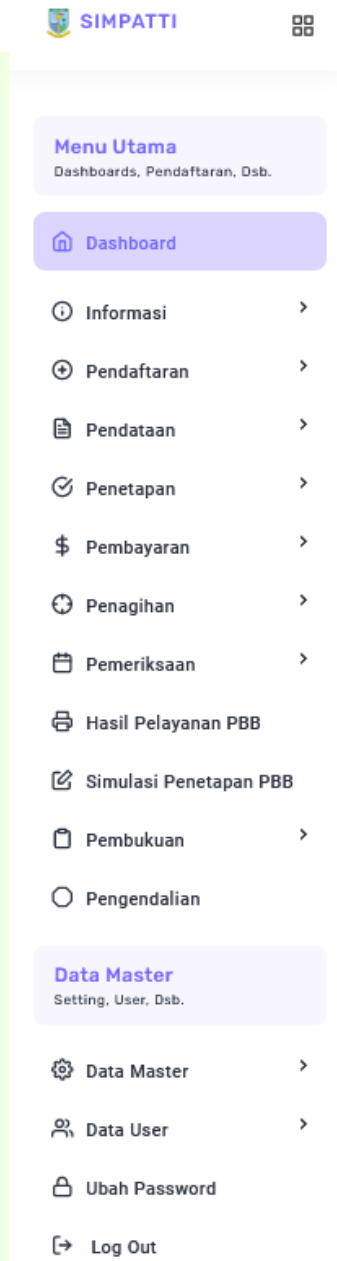 SIMPATTI
Menu Utama
Dashboards, Pendaftaran, Dsb.
Dashboard
Informasi
Pendaftaran
Pendataan
Penetapan
Pembayaran
Penagihan
Pemeriksaan
Hasil Pelayanan PBB
Simulasi Penetapan PBB
Pembukuan
Pengendalian
Data Master
Setting, User, Dsb.
Data Master
Data User
Ubah Password
Log Out